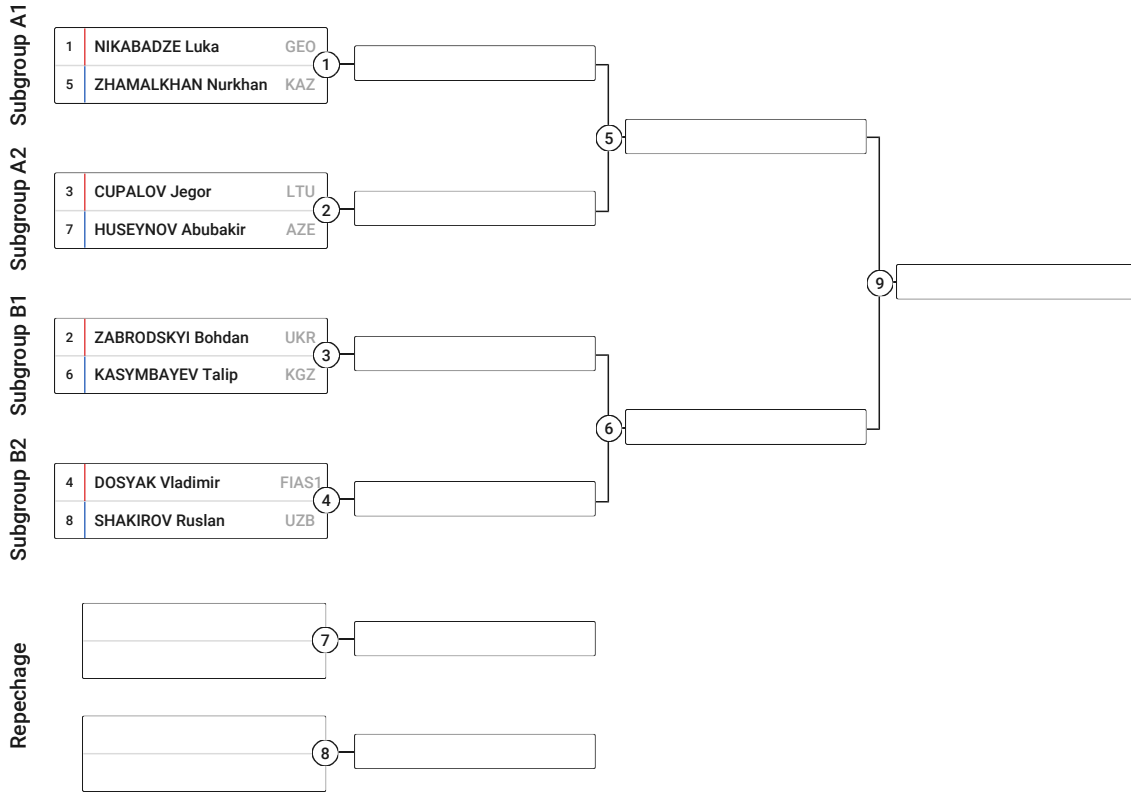 Subgroup A1
1 NIKABADZE Luka GEO
5 ZHAMALKHAN Nurkhan KAZ
1
5
Subgroup A2
3 CUPALOV Jegor LTU
7 HUSEYNOV Abubakir AZE
2
9
Subgroup B1
2 ZABRODSKYI Bohdan UKR
6 KASYMBAYEV Talip KGZ
3
6
Subgroup B2
4 DOSYAK Vladimir FIAS1
8 SHAKIROV Ruslan UZB
4
Repechage
7
8